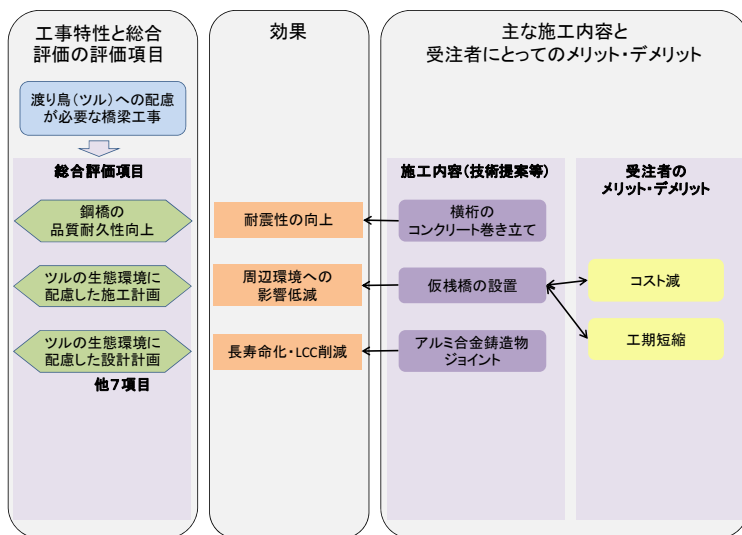 工事特性と総合
評価の評価項目
渡り鳥(ツル)への配慮
が必要な橋梁工事
総合評価項目
鋼橋の
品質耐久性向上
ツルの生態環境に
配慮した施工計画
ツルの生態環境に
配慮した設計計画
他7項目
効果
耐震性の向上
周辺環境への
影響低減
長寿命化・LCC削減
主な施工内容と
受注者にとってのメリット・デメリット
施工内容(技術提案等)
横桁の
コンクリート巻き立て
仮桟橋の設置
アルミ合金鋳造物
ジョイント
受注者の
メリット・デメリット
コスト減
工期短縮